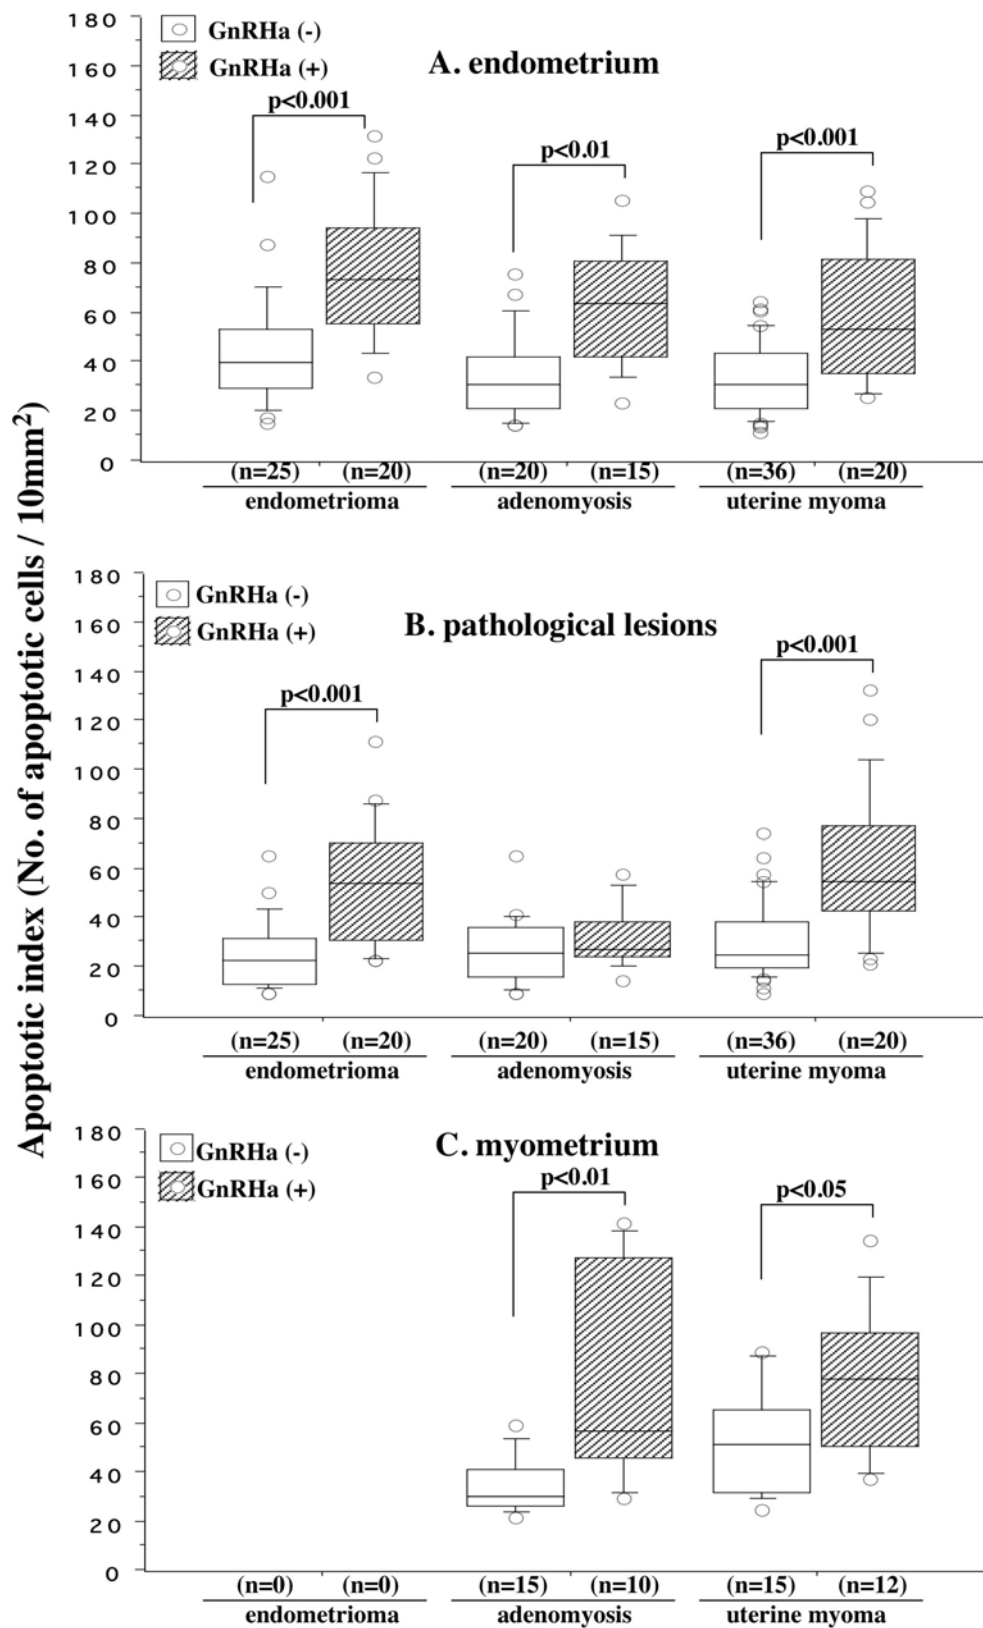 Apoptotic index (No. of apoptotic cells / 10mm²)
GnRHa (-)
GnRHa (+)
A. endometrium
180
160
140
120
100
80
60
40
20
0
p<0.001
p<0.01
p<0.001
(n=25) (n=20) (n=20) (n=15) (n=36) (n=20)
endometrioma adenomyosis uterine myoma
GnRHa (-)
GnRHa (+)
B. pathological lesions
180
160
140
120
100
80
60
40
20
0
p<0.001
p<0.001
(n=25) (n=20) (n=20) (n=15) (n=36) (n=20)
endometrioma adenomyosis uterine myoma
GnRHa (-)
GnRHa (+)
C. myometrium
180
160
140
120
100
80
60
40
20
0
p<0.01
p<0.05
(n=0) (n=0) (n=15) (n=10) (n=15) (n=12)
endometrioma adenomyosis uterine myoma